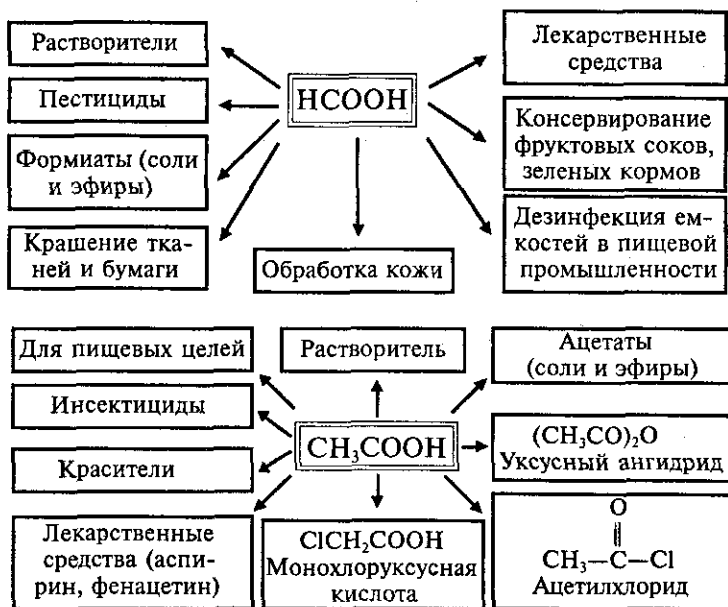 Растворители
Пестициды
Формиаты (соли
и эфиры)
Крашение тка-
ней и бумаги
HCOOH
Обработка кожи
Лекарственные
средства
Консервирование
фруктовых соков,
зеленых кормов
Дезинфекция ем-
костей в пищевой
промышленности
Для пищевых целей
Инсектициды
Красители
Лекарственные
средства (аспи-
рин, фенацетин)
Растворитель
CH₃COOH
ClCH₂COOH
Монохлоруксусная
кислота
Ацетаты
(соли и эфиры)
(CH₃CO)₂O
Уксусный ангидрид
O
||
CH₃—C—Cl
Ацетилхлорид